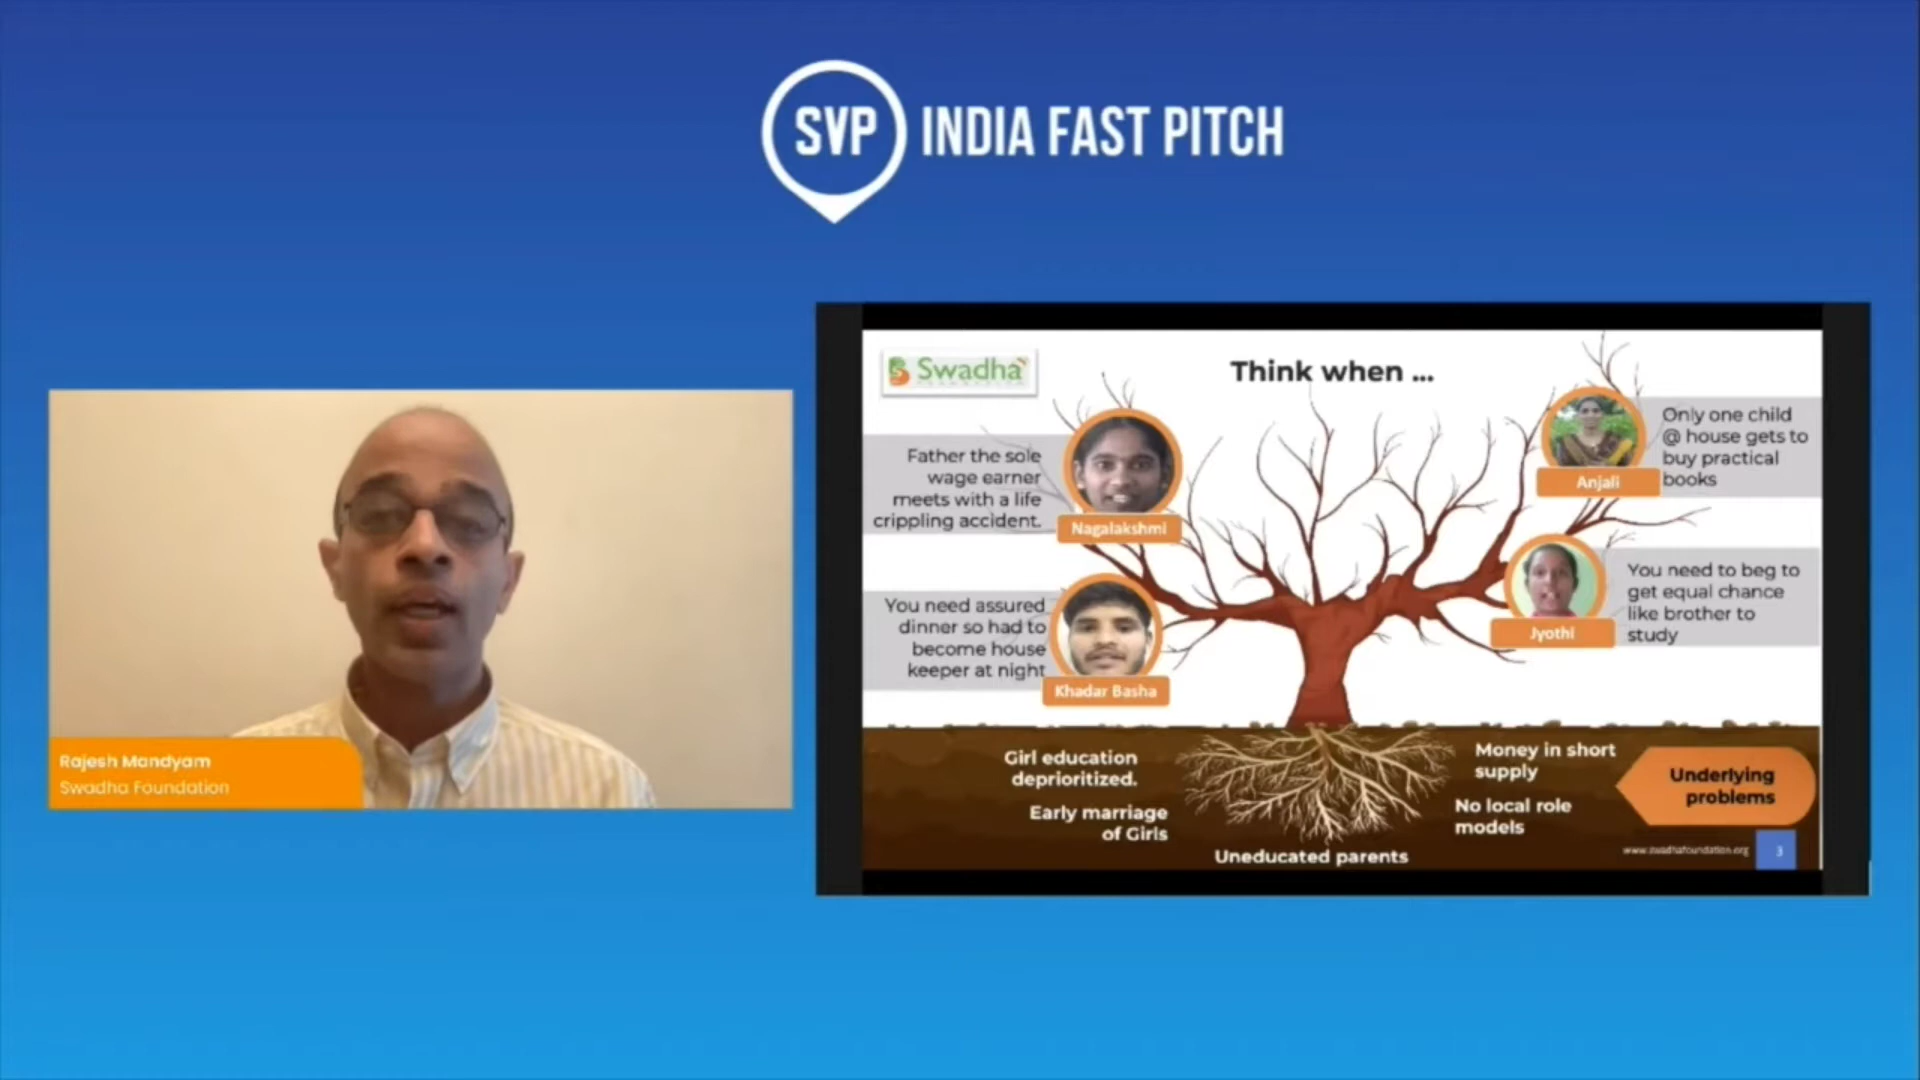 SVP INDIA FAST PITCH
Rajesh Mandyam
Swadha Foundation
Swadha
Think when ...
Father the sole
wage earner
meets with a life
crippling accident.
Nagalakshmi
Only one child
@ house gets to
buy practical
books
Anjali
You need assured
dinner so had to
become house
keeper at night
Khadar Basha
You need to beg to
get equal chance
like brother to
study
Jyothi
Girl education
deprioritized.
Early marriage
of Girls
Uneducated parents
Money in short
supply
No local role
models
Underlying
problems
www.swadhafoundation.org
3